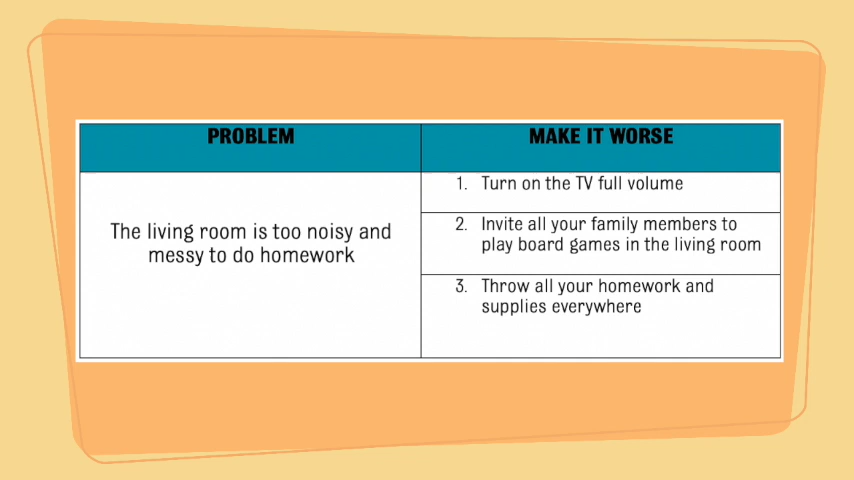 PROBLEM
MAKE IT WORSE
The living room is too noisy and
messy to do homework
1. Turn on the TV full volume
2. Invite all your family members to
play board games in the living room
3. Throw all your homework and
supplies everywhere